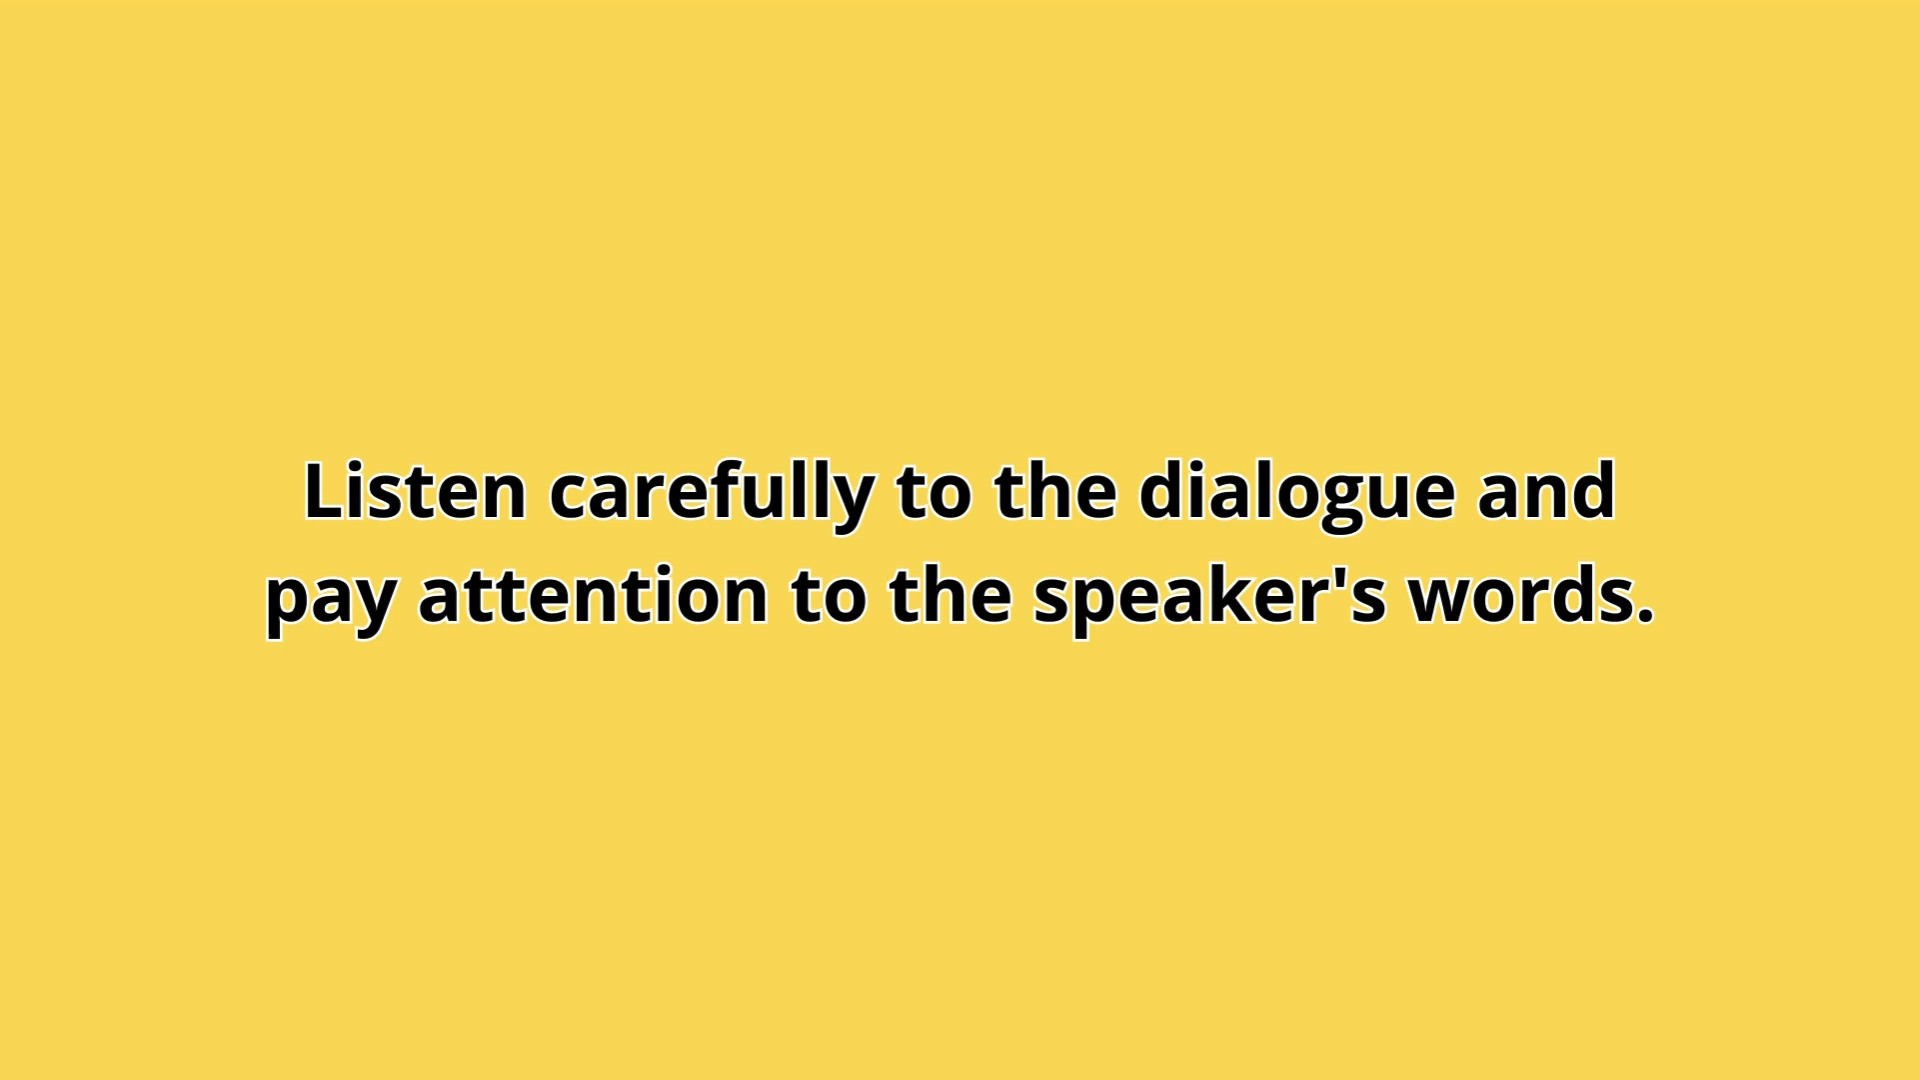 Listen carefully to the dialogue and
pay attention to the speaker's words.